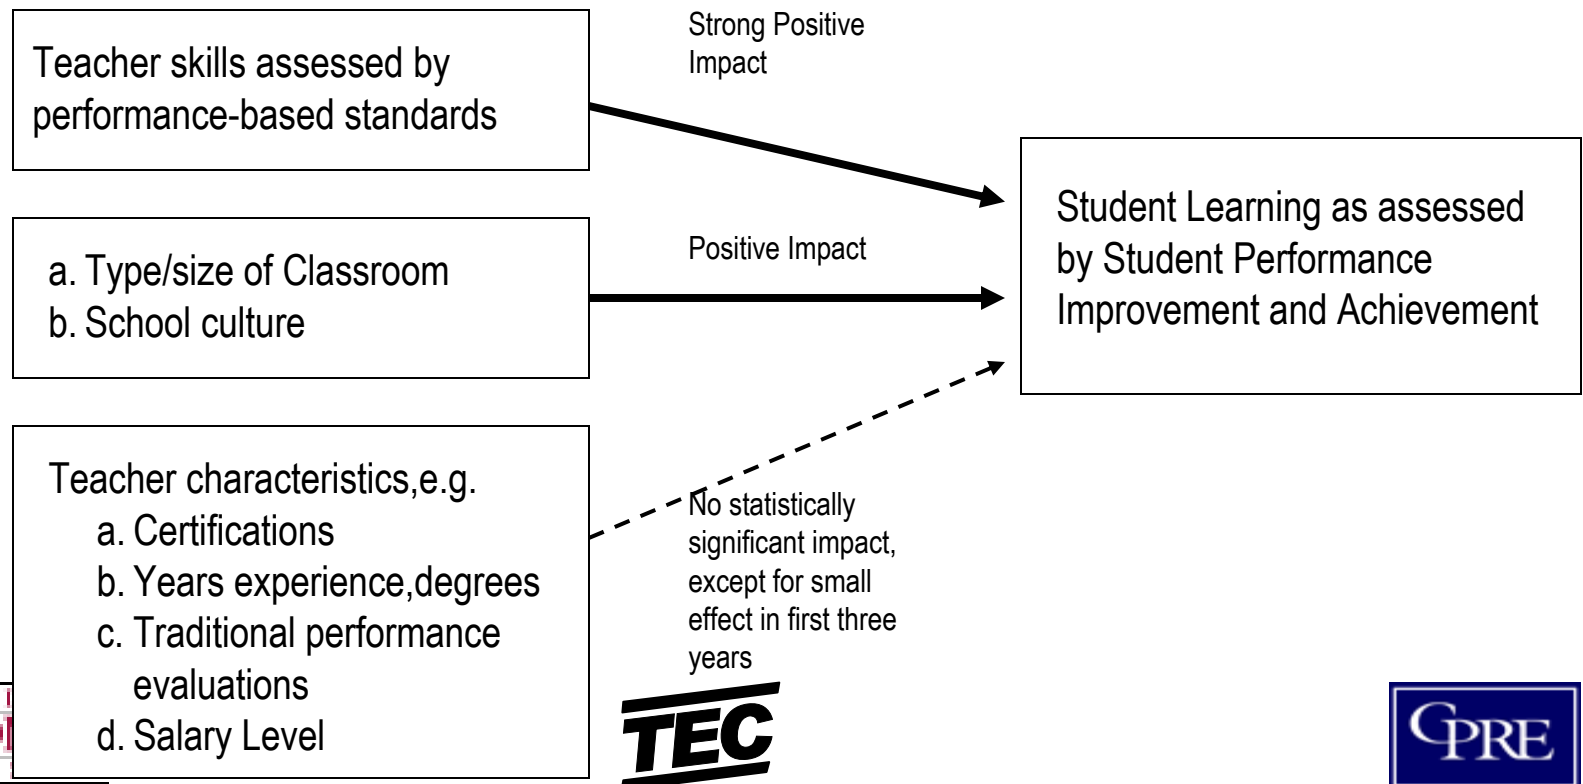 Strong Positive
Impact
Teacher skills assessed by
performance-based standards
Positive Impact
a. Type/size of Classroom
b. School culture
Student Learning as assessed
by Student Performance
Improvement and Achievement
Teacher characteristics,e.g.
a. Certifications
b. Years experience,degrees
c. Traditional performance
evaluations
d. Salary Level
No statistically
significant impact,
except for small
effect in first three
years
TEC
CPRE